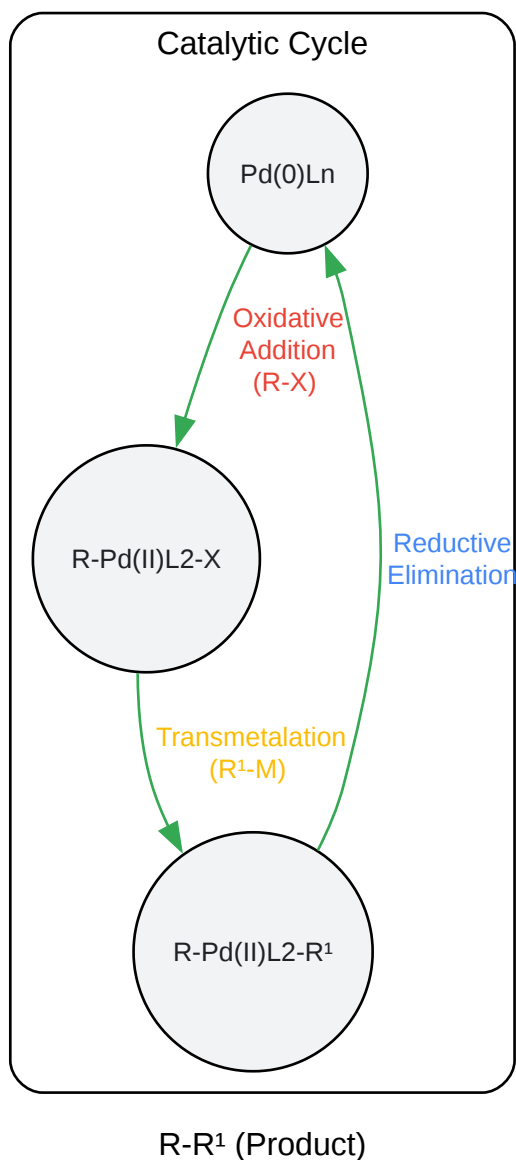 Catalytic Cycle
Pd(0)Ln
Oxidative
Addition
(R-X)
R-Pd(II)L2-X
Reductive
Elimination
Transmetalation
(R¹-M)
R-Pd(II)L2-R¹
R-R¹ (Product)